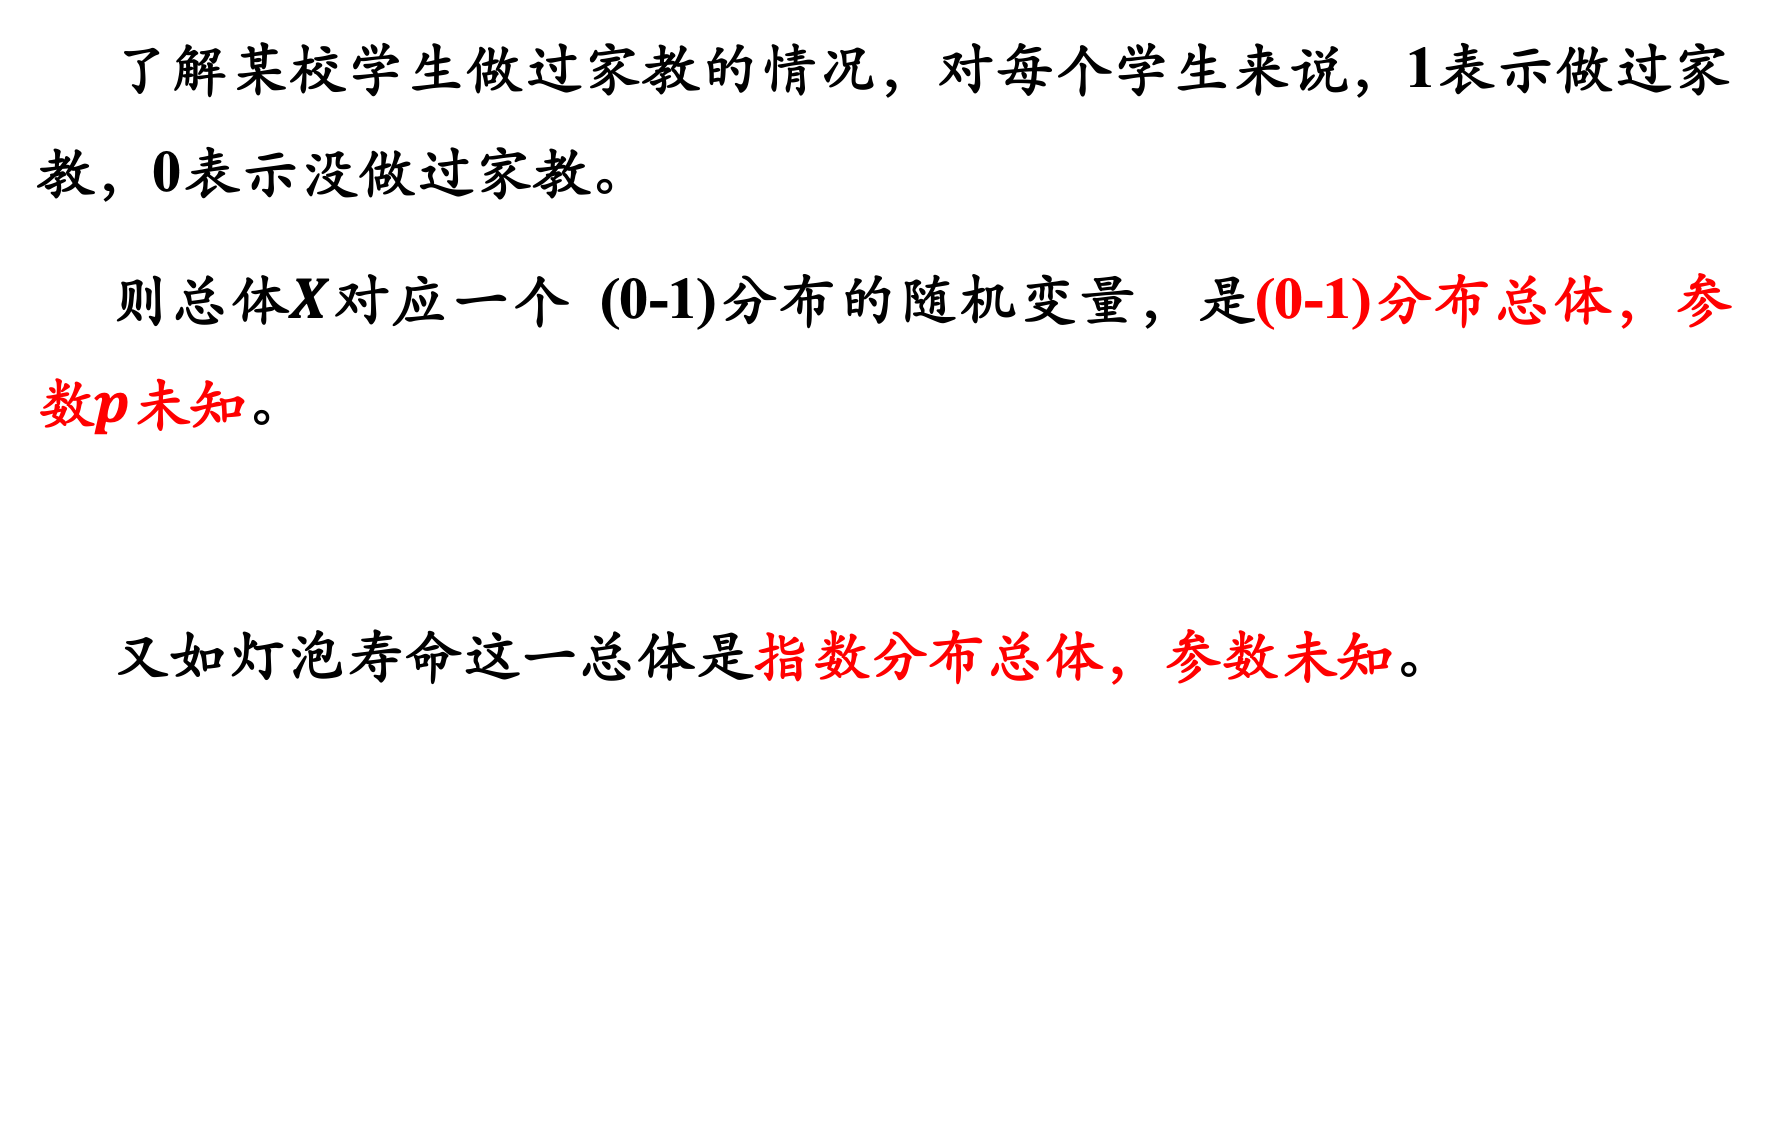 了解某校学生做过家教的情况，对每个学生来说，1表示做过家
教，0表示没做过家教。
则总体X对应一个 (0-1)分布的随机变量，是(0-1)分布总体，参
数p未知。
又如灯泡寿命这一总体是指数分布总体，参数未知。